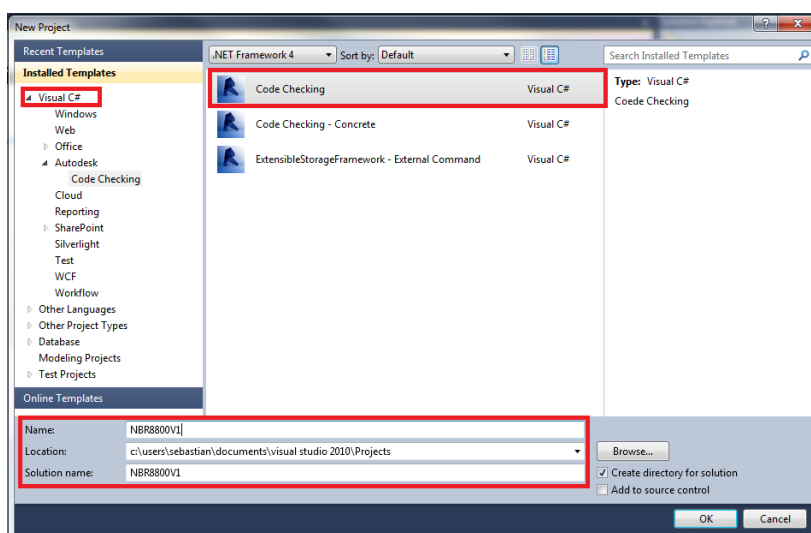 New Project
Recent Templates
.NET Framework 4
Sort by: Default
Search Installed Templates
Installed Templates
Visual C#
Windows
Web
Office
Autodesk
Code Checking
Cloud
Reporting
SharePoint
Silverlight
Test
WCF
Workflow
Other Languages
Other Project Types
Database
Modeling Projects
Test Projects
Online Templates
Code Checking Visual C#
Code Checking - Concrete Visual C#
ExtensibleStorageFramework - External Command Visual C#
Type: Visual C#
Coede Checking
Name: NBR8800V1
Location: c:\users\sebastian\documents\visual studio 2010\Projects
Browse...
Solution name: NBR8800V1
Create directory for solution
Add to source control
OK
Cancel